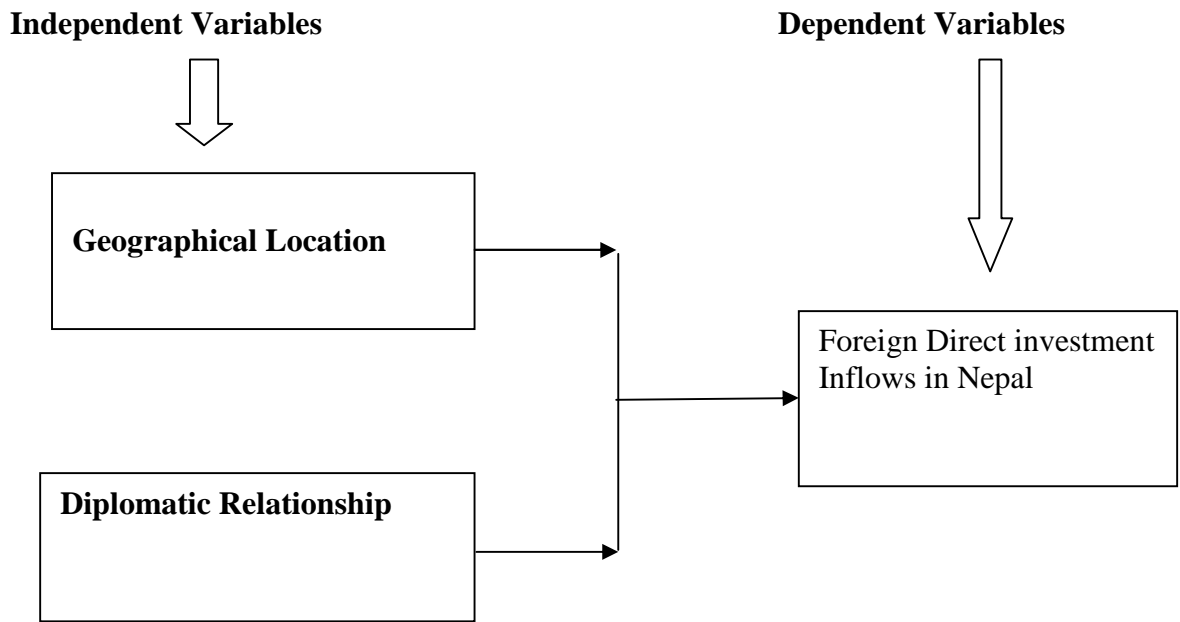 Independent Variables
Dependent Variables
Geographical Location
Foreign Direct investment
Inflows in Nepal
Diplomatic Relationship